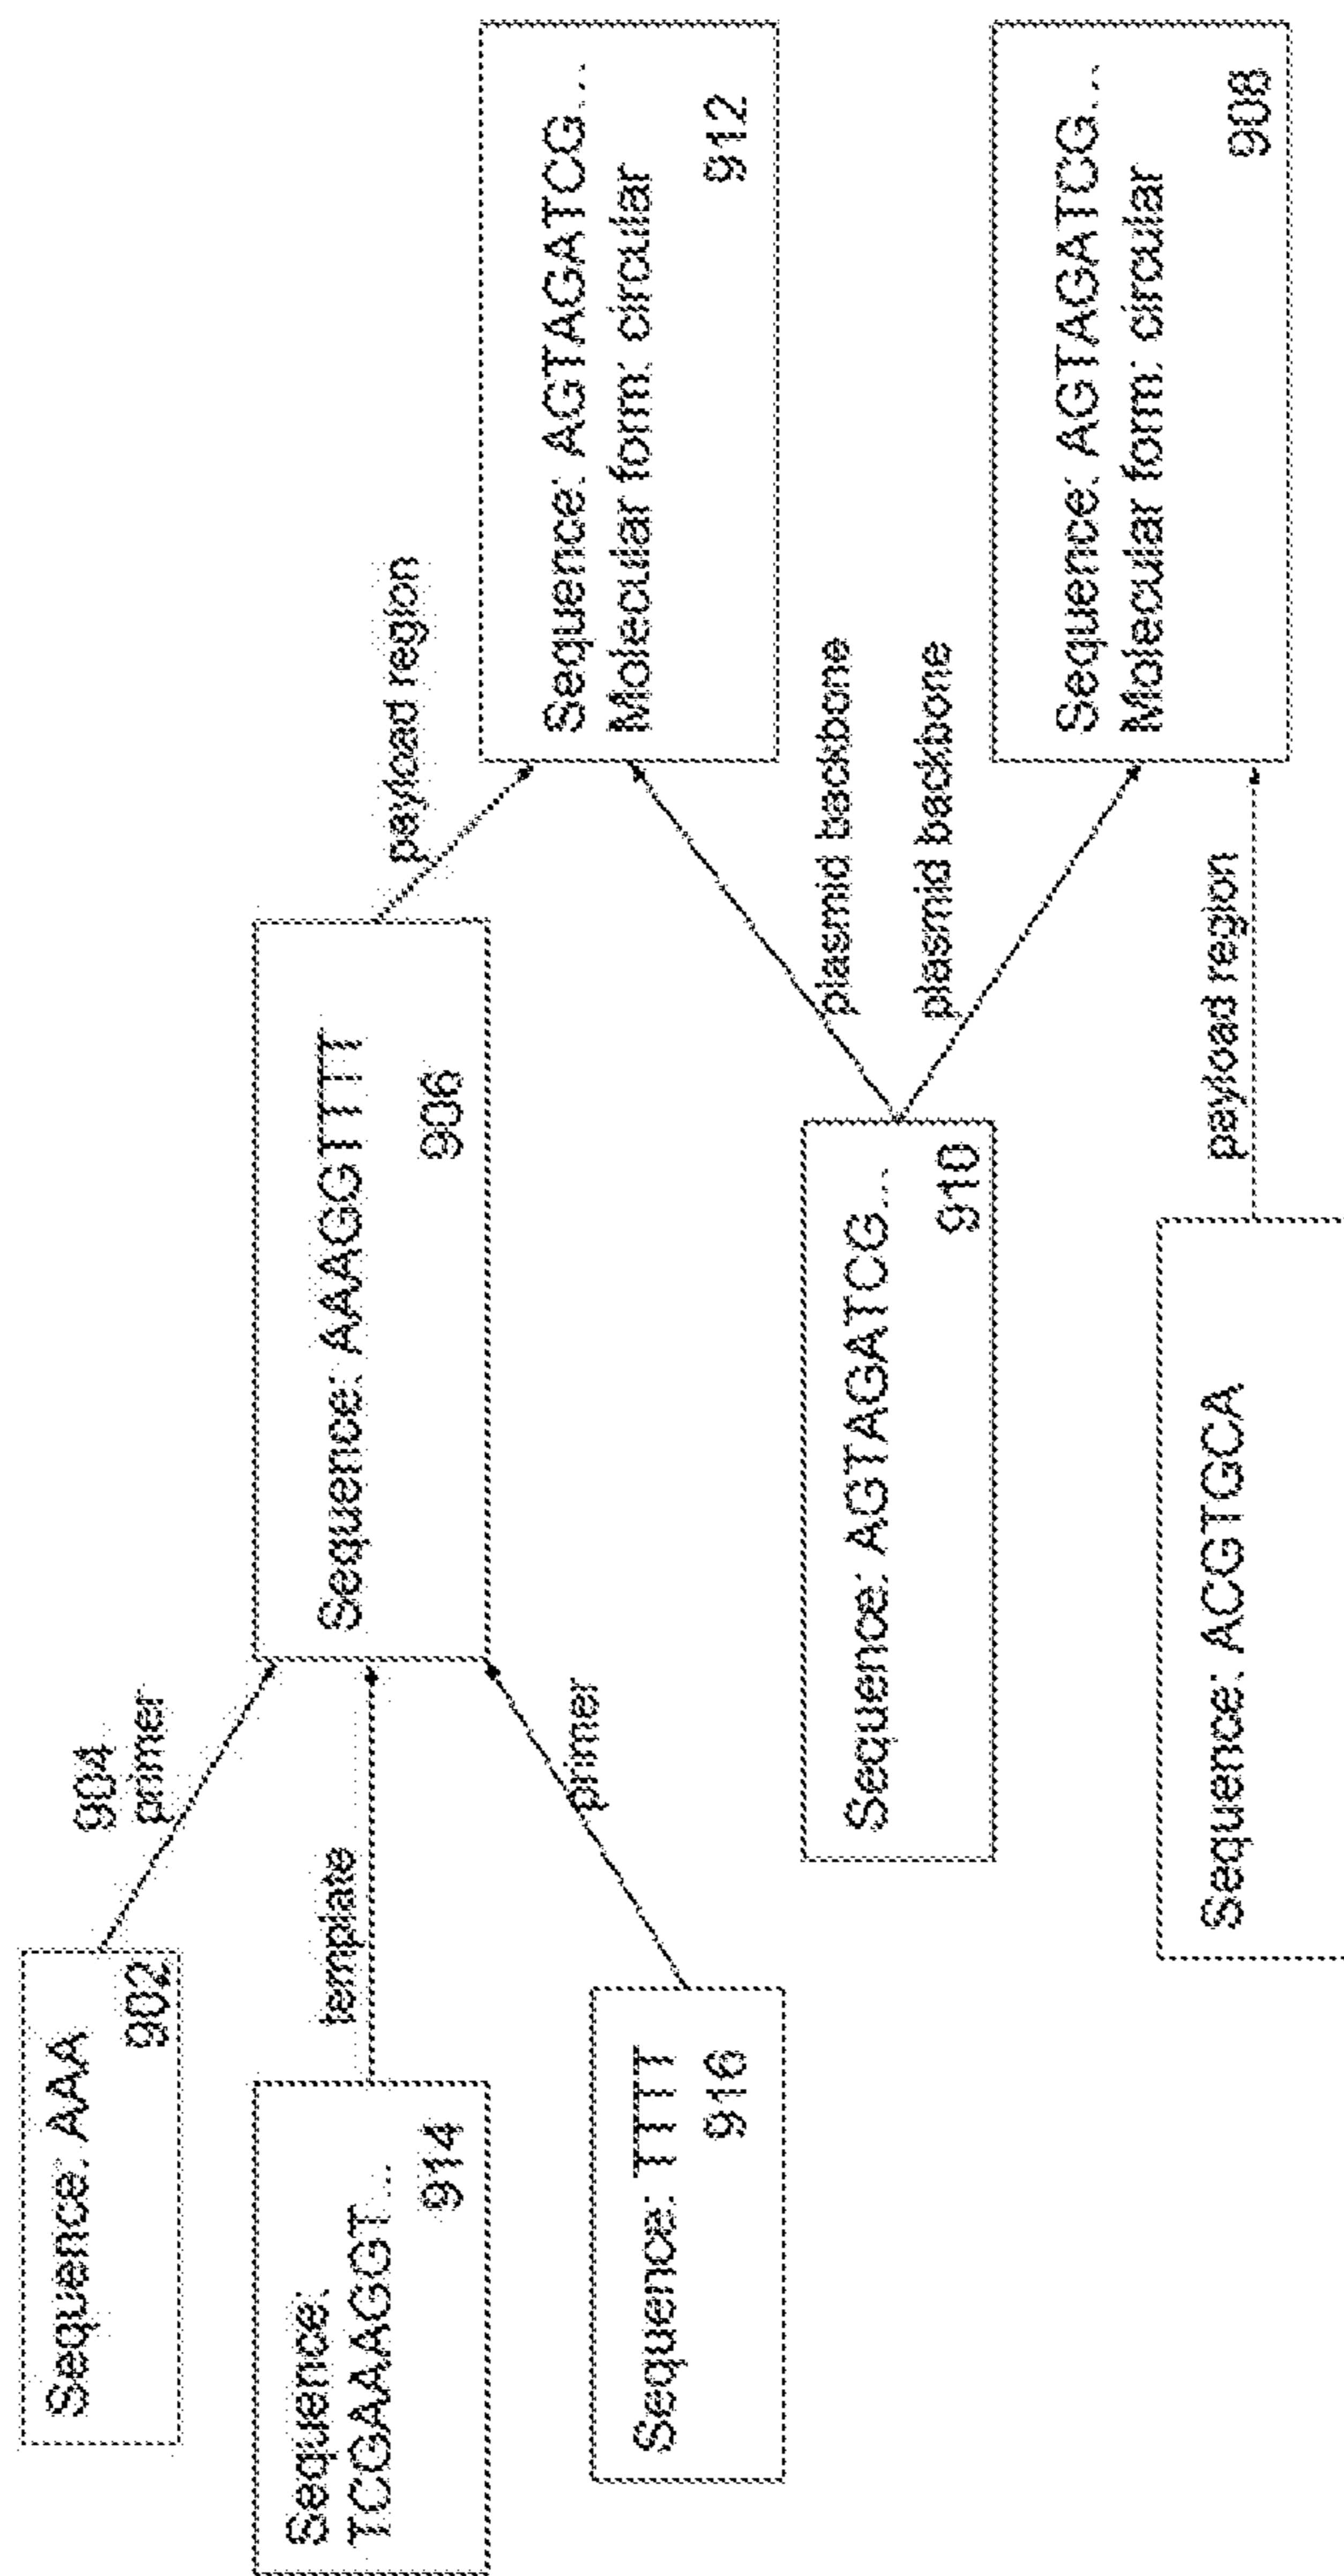 Sequence: AAA
902
904
primer
Sequence:
TCGAAAGGT...
914
template
Sequence: TTTT
916
primer
Sequence: AAAGGTTTT
906
payload region
Sequence: AGTAGATCG...
Molecular form: circular
912
Sequence: AGTAGATCG...
910
plasmid backbone
plasmid backbone
Sequence: AGTAGATCG...
Molecular form: circular
908
Sequence: ACGTGCA
payload region